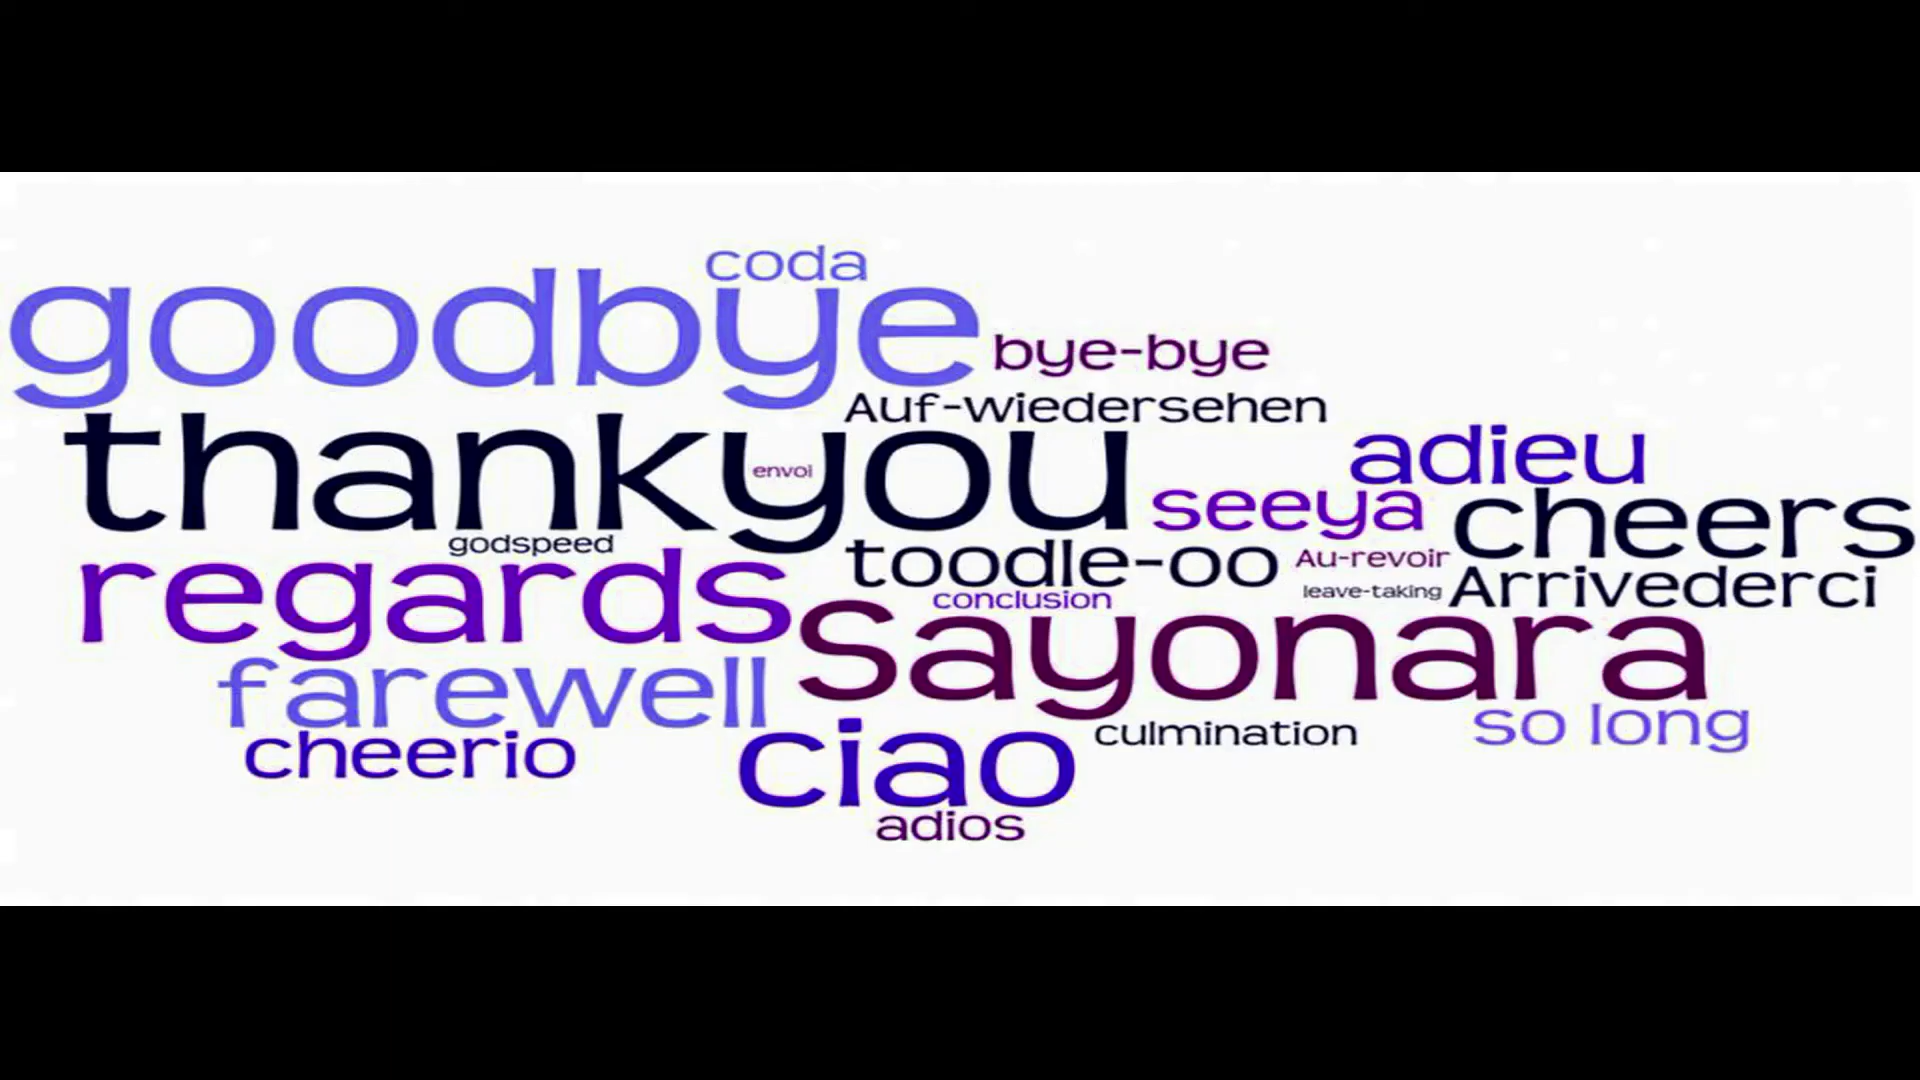 coda
goodbye
bye-bye
Auf-wiedersehen
thankyou
envoi
adieu
seeya
cheers
godspeed
toodle-oo
Au-revoir
regards
leave-taking
Arrivederci
conclusion
sayonara
farewell
so long
cheerio
ciao
culmination
adios